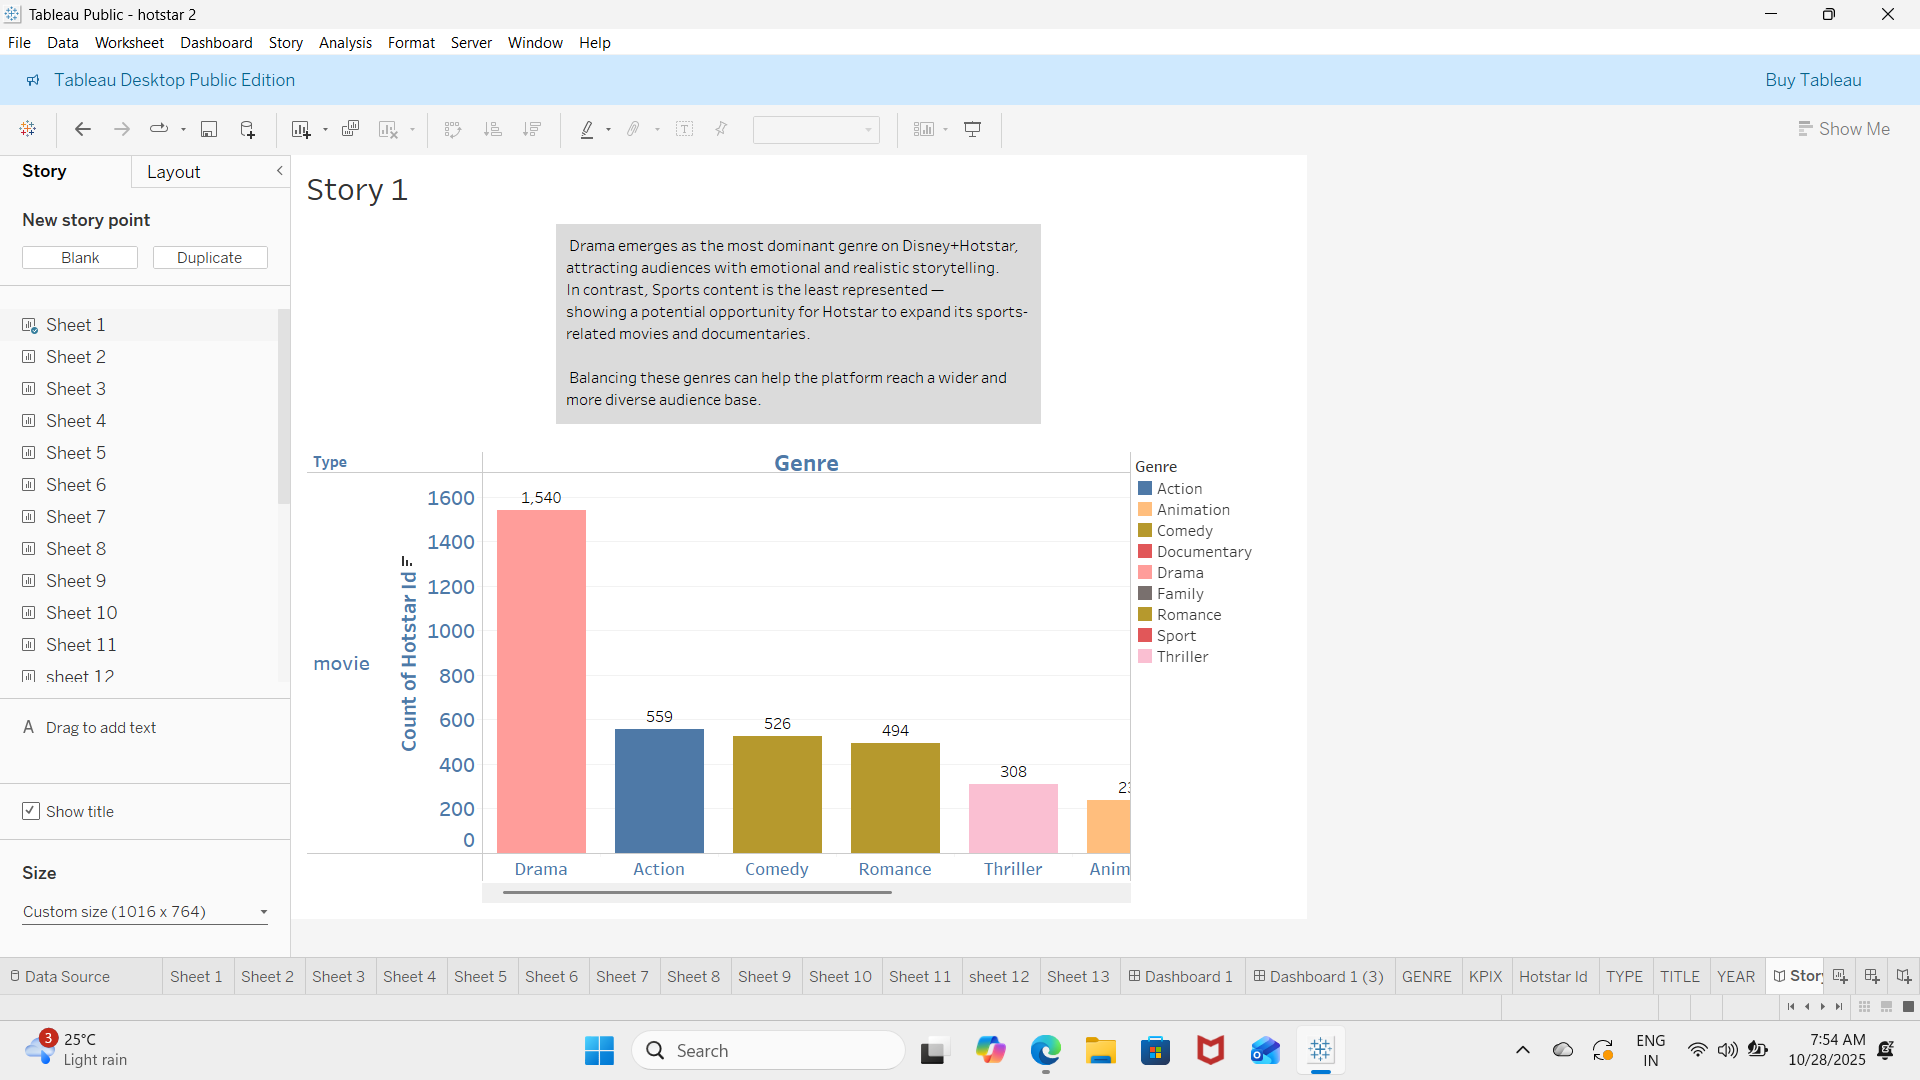 Tableau Public - hotstar 2
File Data Worksheet Dashboard Story Analysis Format Server Window Help
Tableau Desktop Public Edition
Buy Tableau
Show Me
Story
Layout
New story point
Blank
Duplicate
Sheet 1
Sheet 2
Sheet 3
Sheet 4
Sheet 5
Sheet 6
Sheet 7
Sheet 8
Sheet 9
Sheet 10
Sheet 11
sheet 12
A Drag to add text
Show title
Size
Custom size (1016 x 764)
Story 1
Drama emerges as the most dominant genre on Disney+Hotstar,
attracting audiences with emotional and realistic storytelling.
In contrast, Sports content is the least represented —
showing a potential opportunity for Hotstar to expand its sports-
related movies and documentaries.
Balancing these genres can help the platform reach a wider and
more diverse audience base.
Type
Genre
movie
Count of Hotstar Id
1600
1400
1200
1000
800
600
400
200
0
1,540
559
526
494
308
23
Drama
Action
Comedy
Romance
Thriller
Anim
Genre
Action
Animation
Comedy
Documentary
Drama
Family
Romance
Sport
Thriller
Data Source Sheet 1 Sheet 2 Sheet 3 Sheet 4 Sheet 5 Sheet 6 Sheet 7 Sheet 8 Sheet 9 Sheet 10 Sheet 11 sheet 12 Sheet 13 Dashboard 1 Dashboard 1 (3) GENRE KPIX Hotstar Id TYPE TITLE YEAR Stor
3
25°C
Light rain
Search
ENG
IN
7:54 AM
10/28/2025